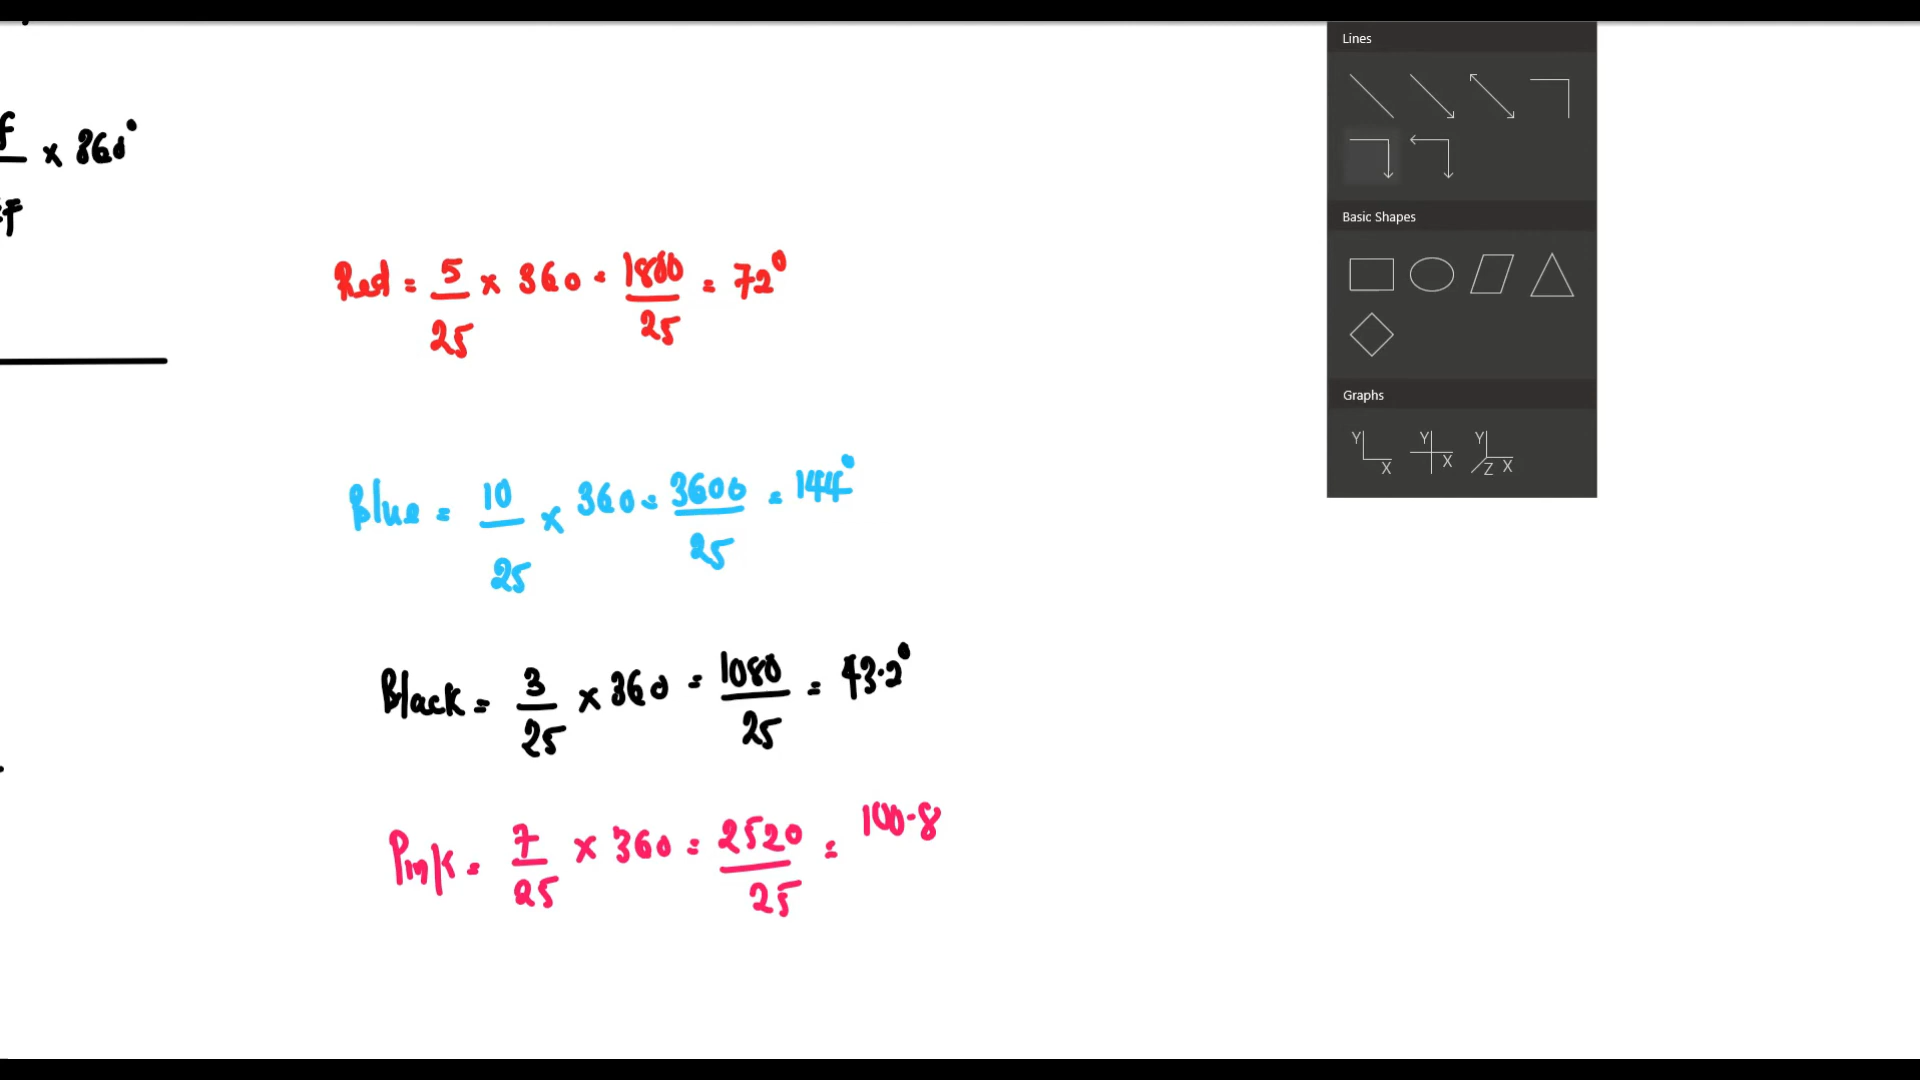 f/Σf × 360°
Red = 5/25 × 360 = 1800/25 = 72°
Blue = 10/25 × 360 = 3600/25 = 144°
Black = 3/25 × 360 = 1080/25 = 43.2°
Pink = 7/25 × 360 = 2520/25 = 100.8
Lines
Basic Shapes
Graphs
Y X Y X Y Z X